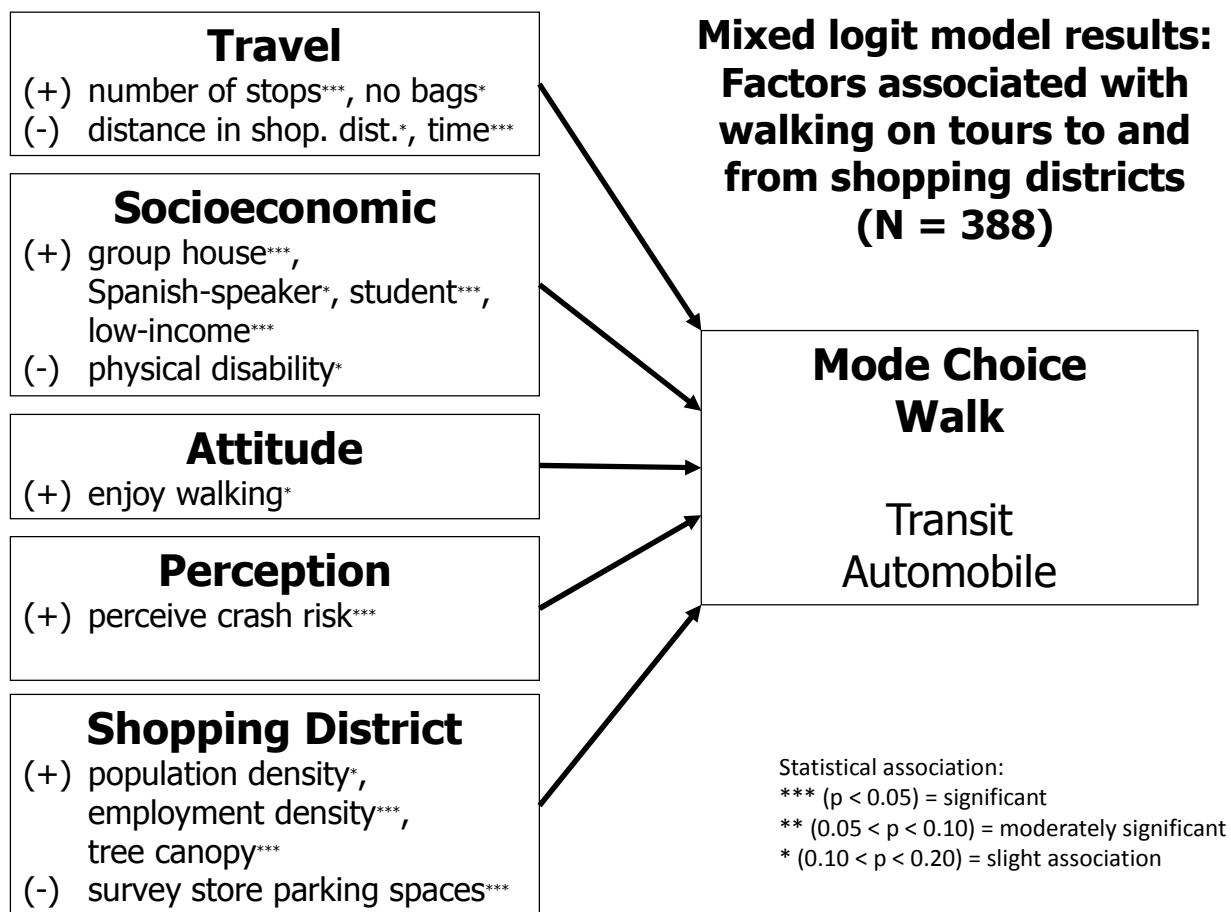 Travel
(+) number of stops***, no bags*
(-) distance in shop. dist.*, time***
Mixed logit model results:
Factors associated with
walking on tours to and
from shopping districts
(N = 388)
Socioeconomic
(+) group house***,
Spanish-speaker*, student***,
low-income***
(-) physical disability*
Attitude
(+) enjoy walking*
Perception
(+) perceive crash risk***
Shopping District
(+) population density*,
employment density***,
tree canopy***
(-) survey store parking spaces***
Mode Choice
Walk
Transit
Automobile
Statistical association:
*** (p < 0.05) = significant
** (0.05 < p < 0.10) = moderately significant
* (0.10 < p < 0.20) = slight association